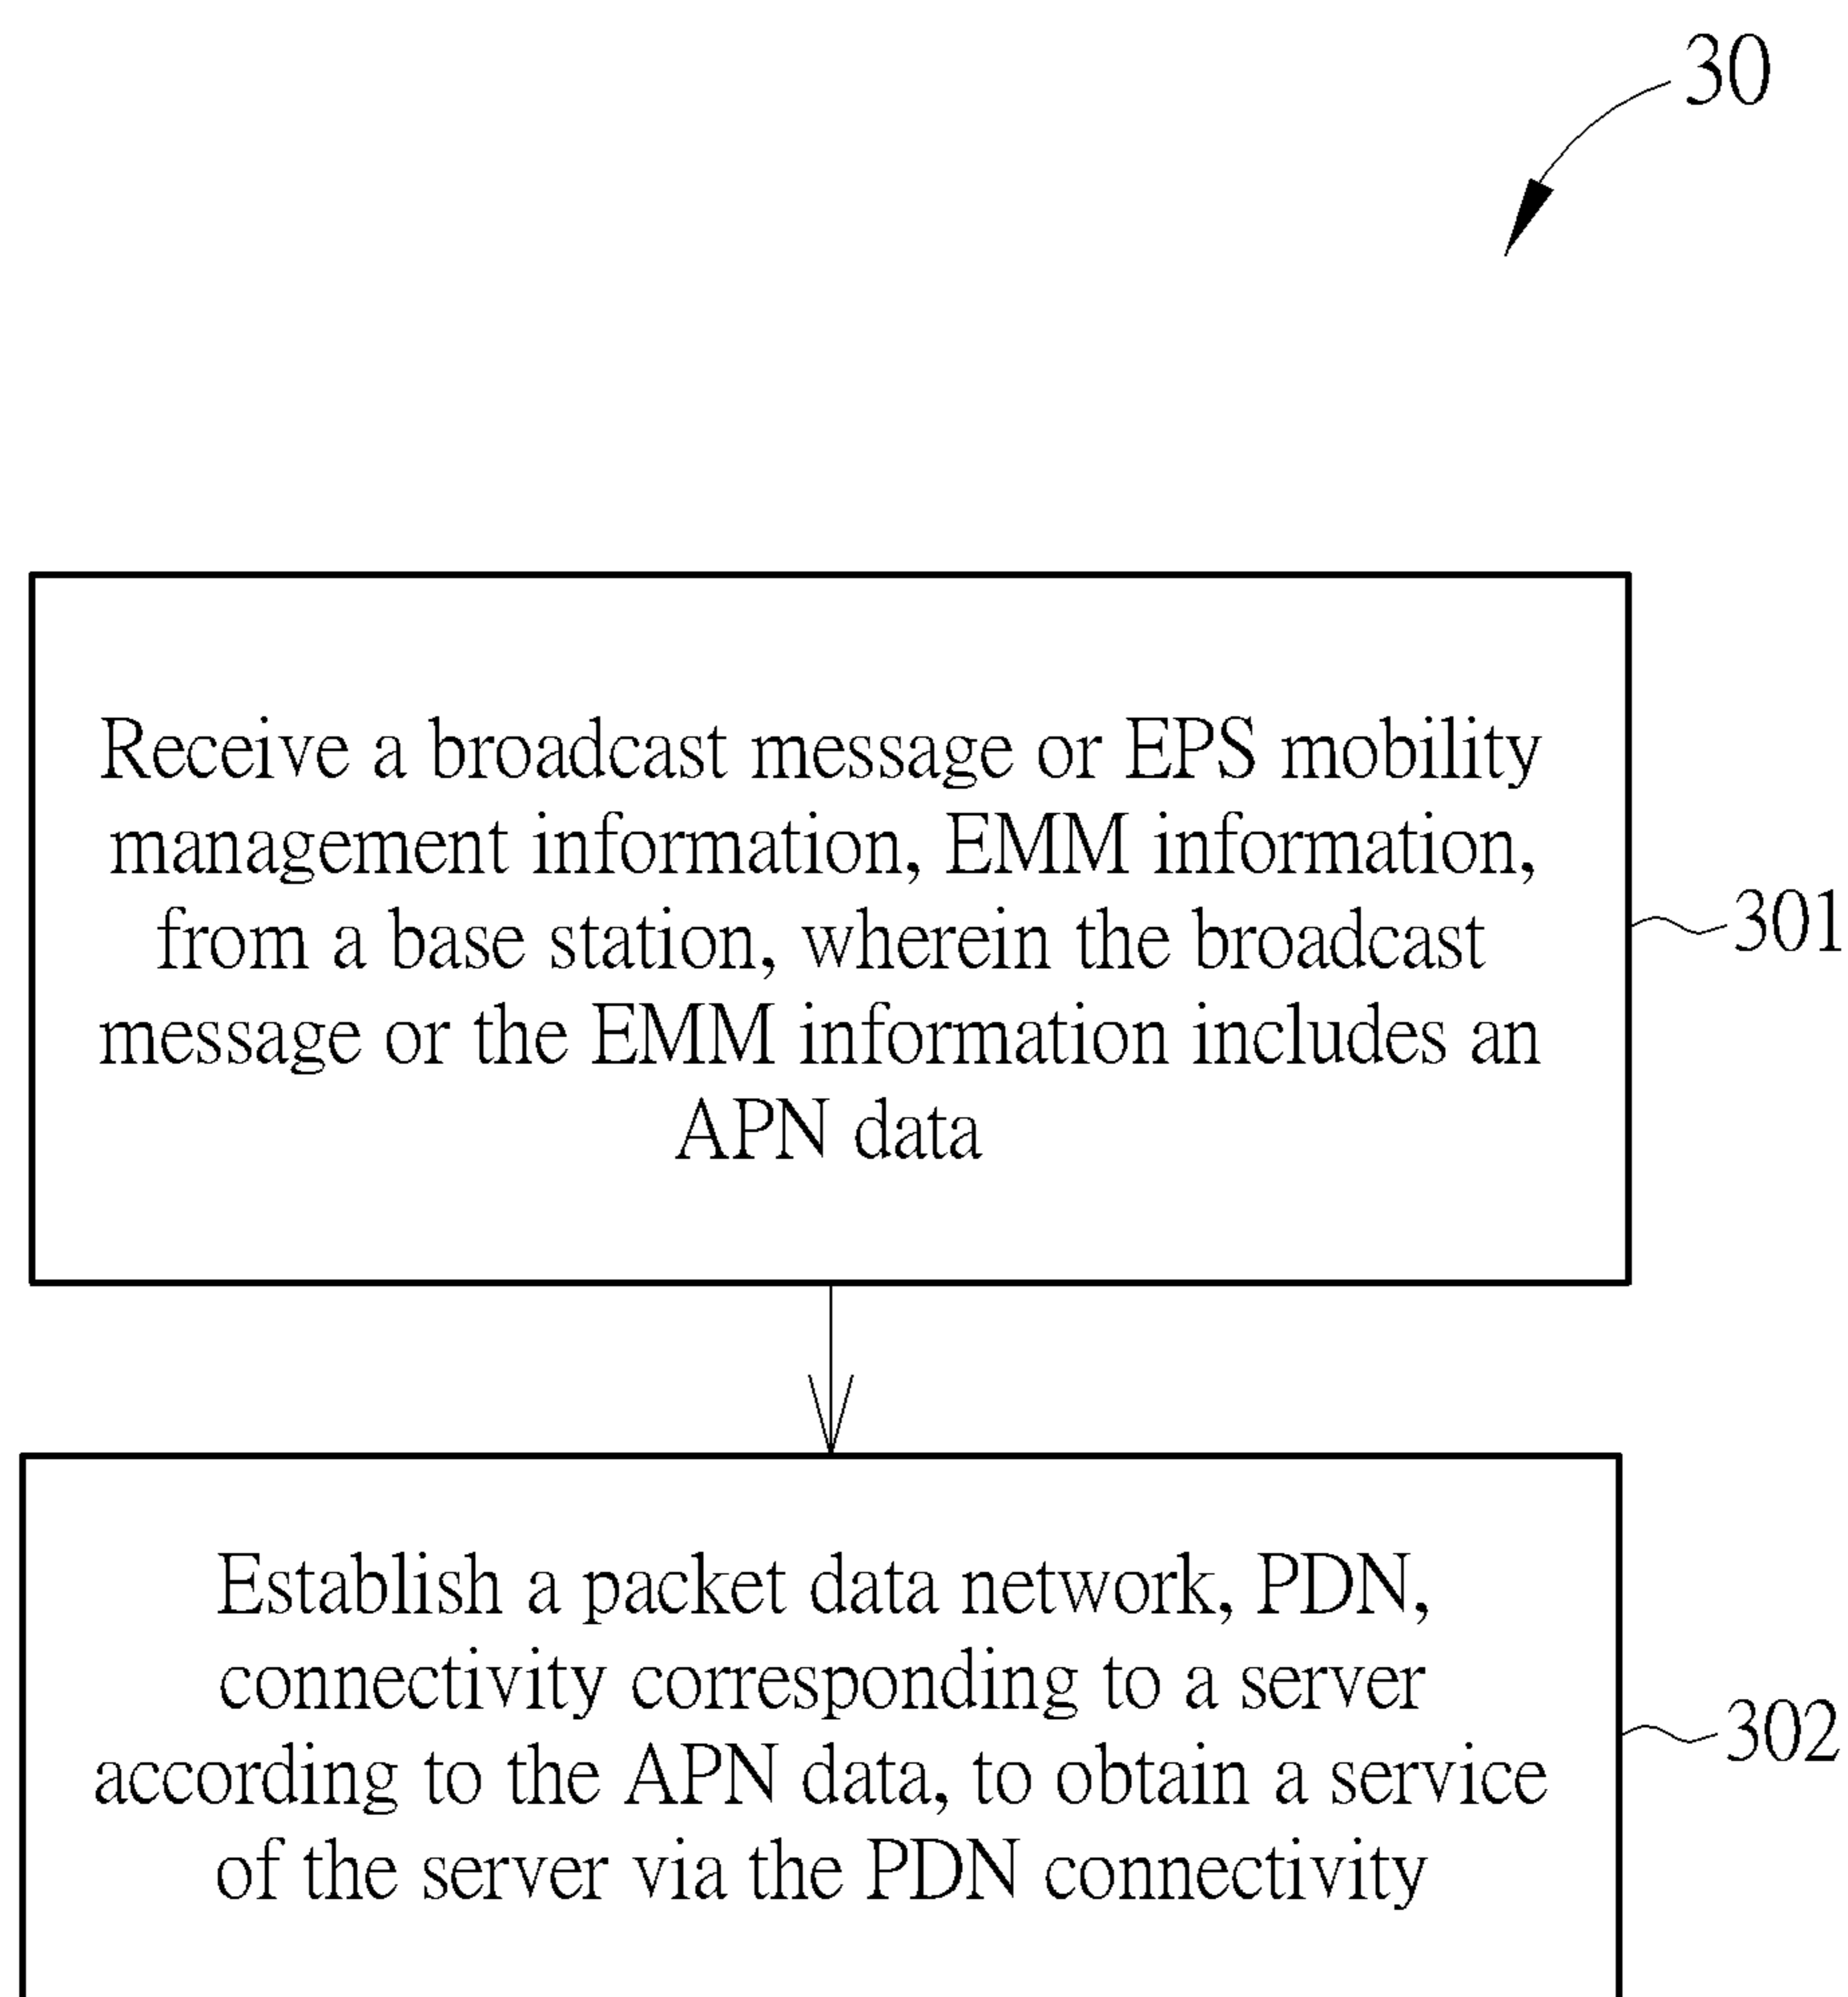 30
Receive a broadcast message or EPS mobility
management information, EMM information,
from a base station, wherein the broadcast
message or the EMM information includes an
APN data
301
Establish a packet data network, PDN,
connectivity corresponding to a server
according to the APN data, to obtain a service
of the server via the PDN connectivity
302